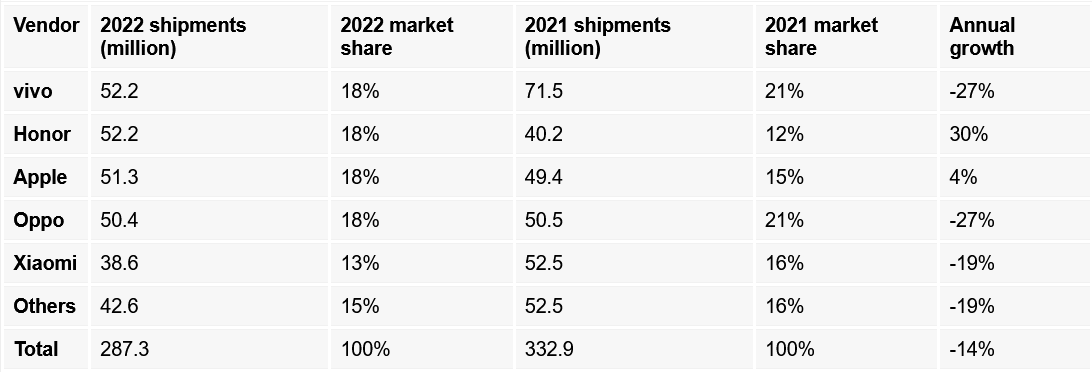 Vendor 2022 shipments (million) 2022 market share 2021 shipments (million) 2021 market share Annual growth
vivo 52.2 18% 71.5 21% -27%
Honor 52.2 18% 40.2 12% 30%
Apple 51.3 18% 49.4 15% 4%
Oppo 50.4 18% 50.5 21% -27%
Xiaomi 38.6 13% 52.5 16% -19%
Others 42.6 15% 52.5 16% -19%
Total 287.3 100% 332.9 100% -14%